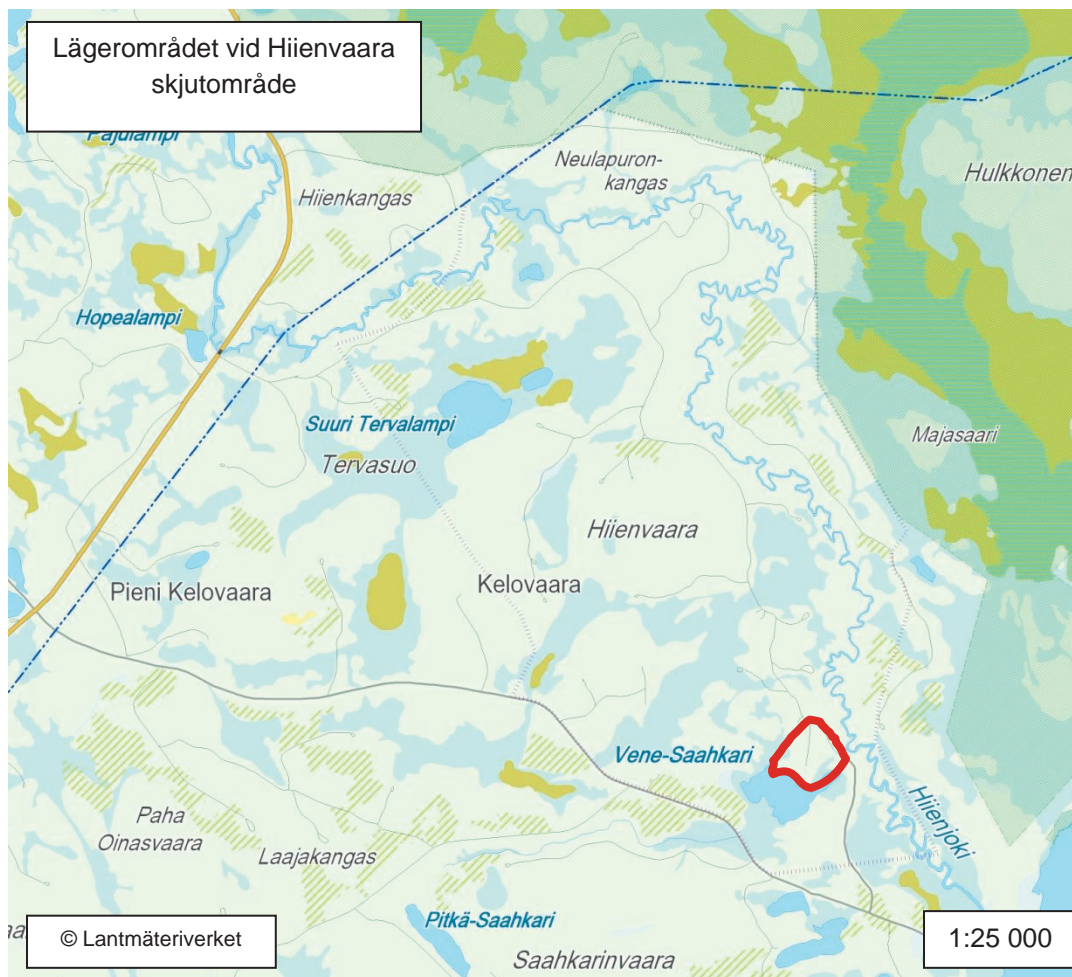 Lägerområdet vid Hiienvaara
skjutområde
Pajulampi
Hiienkangas
Neulapuron-
kangas
Hulkkonen
Hopealampi
Suuri Tervalampi
Tervasuo
Majasaari
Hiienvaara
Pieni Kelovaara
Kelovaara
Vene-Saahkari
Hiienjoki
Paha
Oinasvaara
Laajakangas
Pitkä-Saahkari
Saahkarinvaara
© Lantmäteriverket
1:25 000